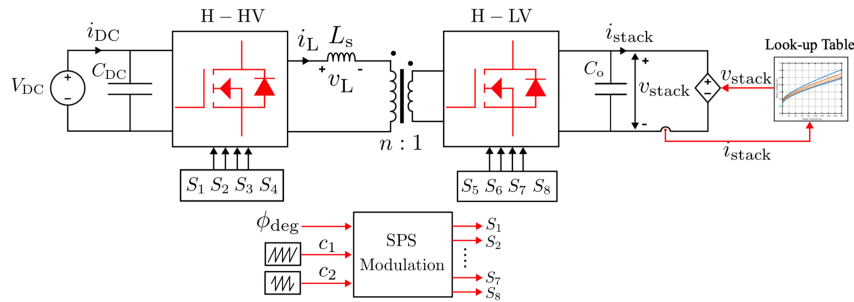 H − HV
H − LV
i_DC
i_L
L_s
i_stack
Look-up Table
V_DC
C_DC
+ v_L -
C_o
+
v_stack
-
v_stack
n : 1
i_stack
S_1 S_2 S_3 S_4
S_5 S_6 S_7 S_8
ϕ_deg
c_1
c_2
SPS
Modulation
S_1
S_2
S_7
S_8